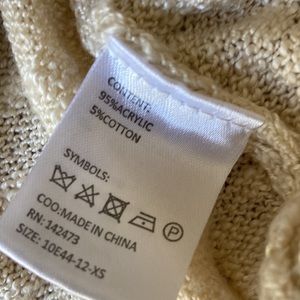 CONTENT:
95%ACRYLIC
5%COTTON
SYMBOLS:
P
COO:MADE IN CHINA
RN: 142473
SIZE: 10E44-12-XS